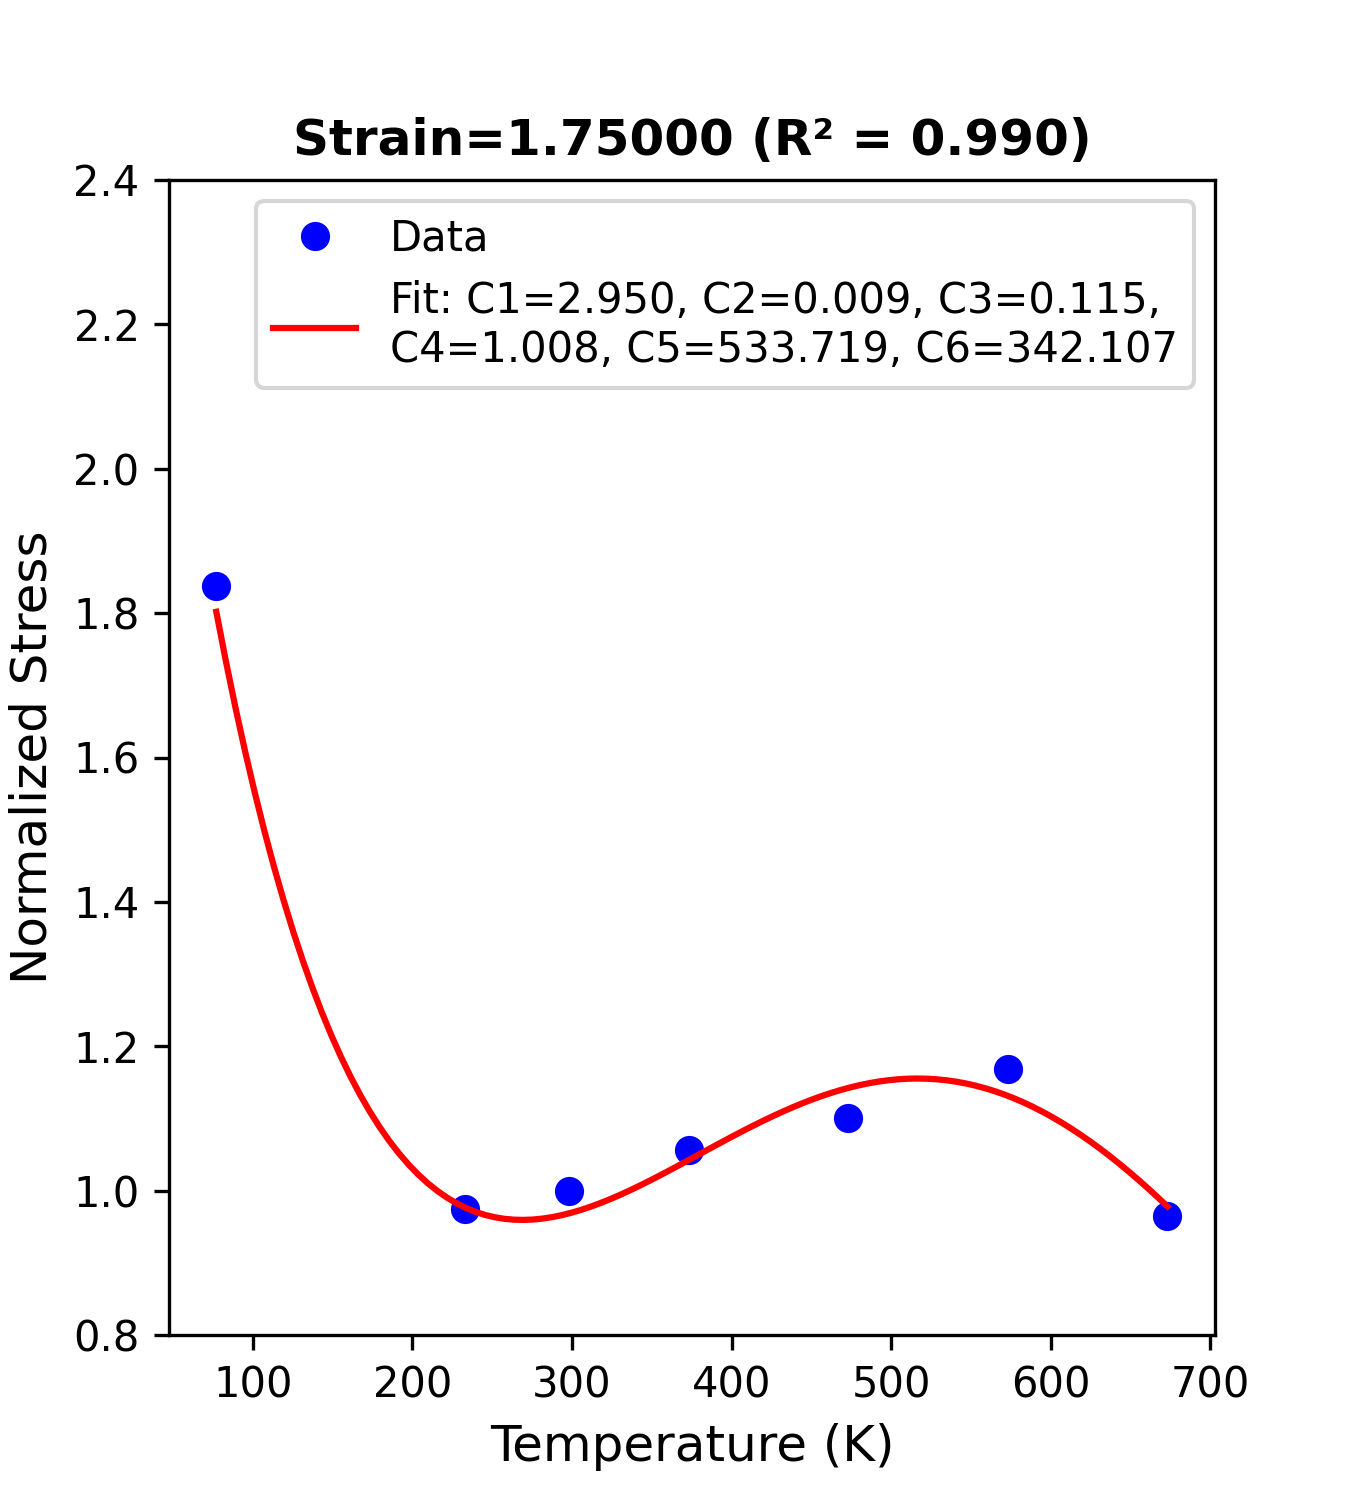 Strain=1.75000 (R² = 0.990)
Data
Fit: C1=2.950, C2=0.009, C3=0.115,
C4=1.008, C5=533.719, C6=342.107
2.4
2.2
2.0
1.8
1.6
1.4
1.2
1.0
0.8
Normalized Stress
100 200 300 400 500 600 700
Temperature (K)